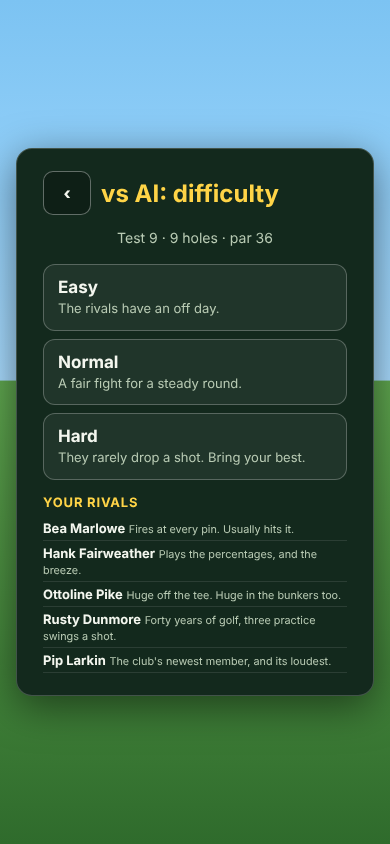 ‹ vs AI: difficulty
Test 9 · 9 holes · par 36
Easy
The rivals have an off day.
Normal
A fair fight for a steady round.
Hard
They rarely drop a shot. Bring your best.
YOUR RIVALS
Bea Marlowe Fires at every pin. Usually hits it.
Hank Fairweather Plays the percentages, and the
breeze.
Ottoline Pike Huge off the tee. Huge in the bunkers too.
Rusty Dunmore Forty years of golf, three practice
swings a shot.
Pip Larkin The club's newest member, and its loudest.